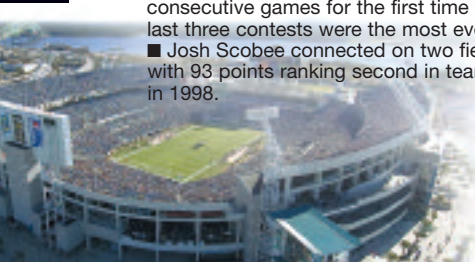 consecutive games for the first time
last three contests were the most eve
■ Josh Scobee connected on two fie
with 93 points ranking second in tea
in 1998.